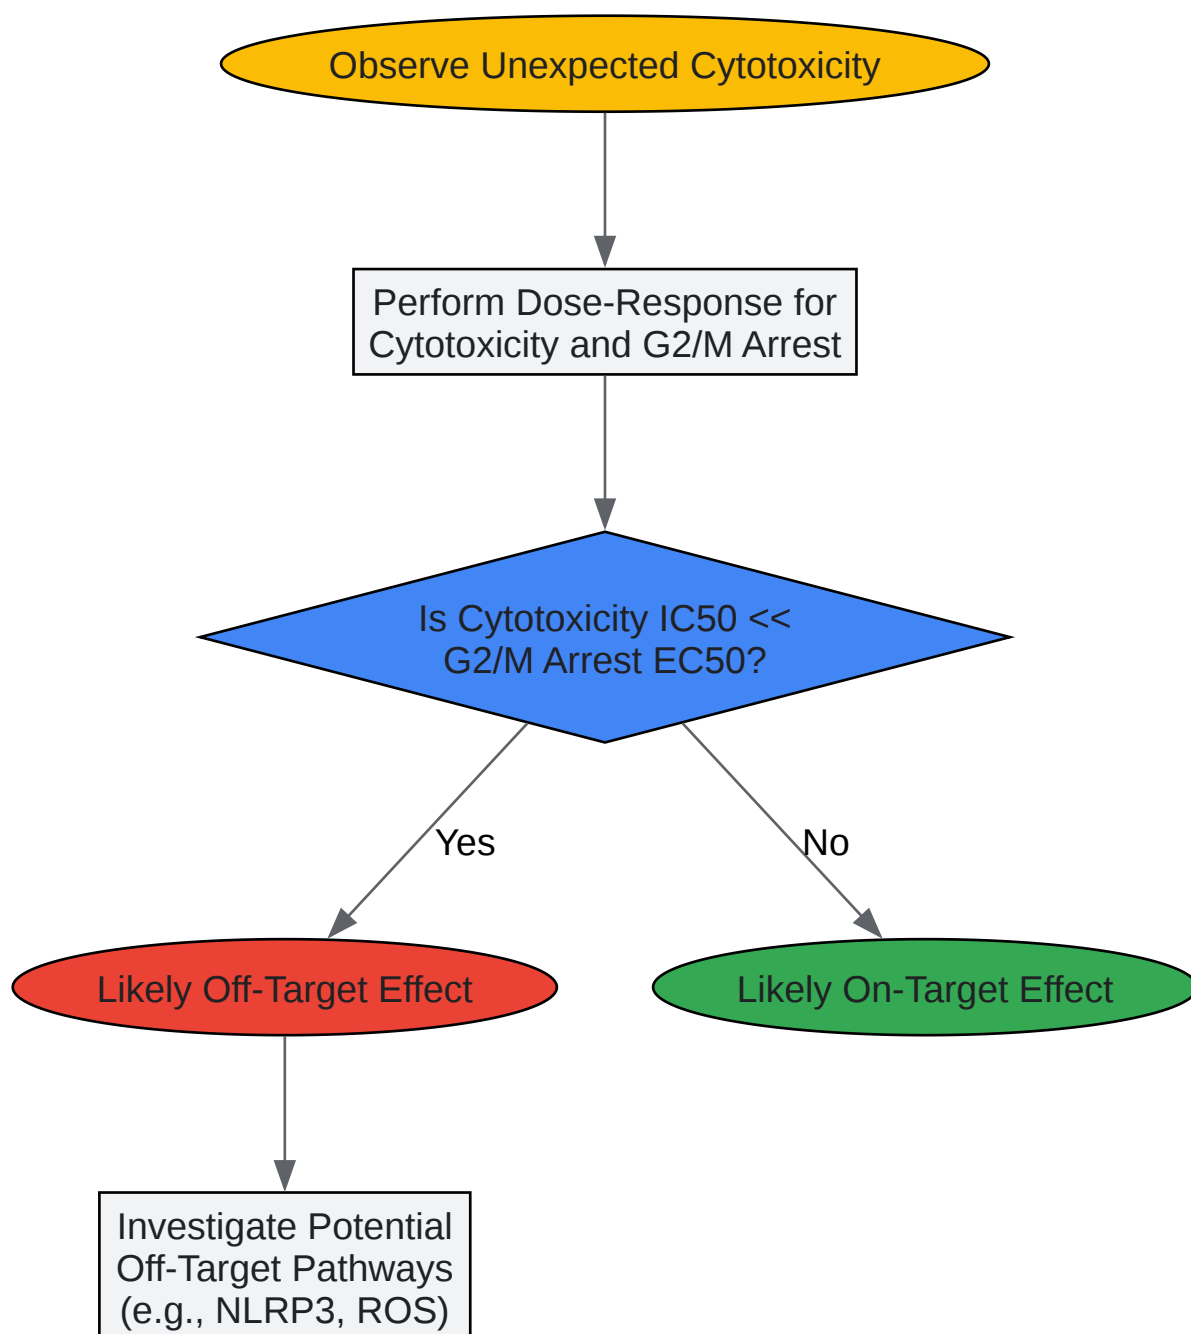 Observe Unexpected Cytotoxicity
Perform Dose-Response for
Cytotoxicity and G2/M Arrest
Is Cytotoxicity IC50 <<
G2/M Arrest EC50?
Yes
No
Likely Off-Target Effect
Likely On-Target Effect
Investigate Potential
Off-Target Pathways
(e.g., NLRP3, ROS)